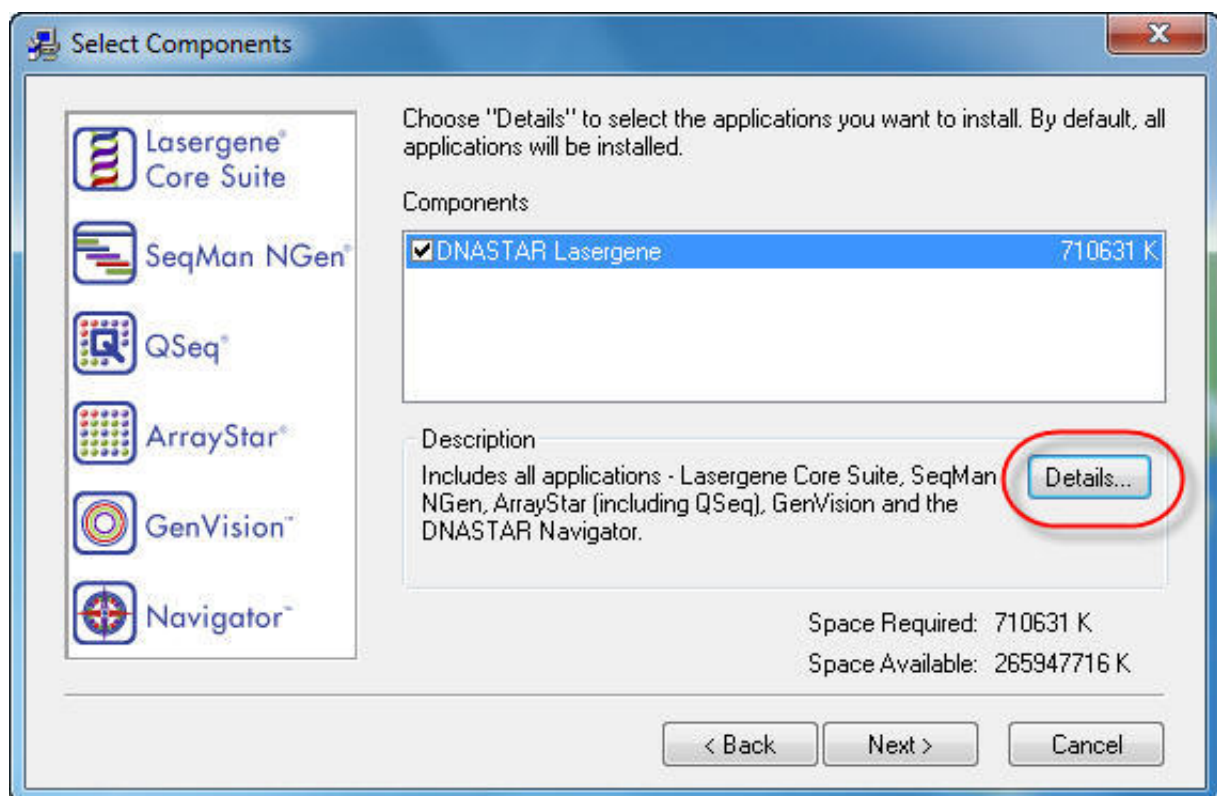 Select Components
Lasergene®
Core Suite
SeqMan NGen®
QSeq®
ArrayStar®
GenVision™
Navigator™
Choose "Details" to select the applications you want to install. By default, all
applications will be installed.
Components
DNASTAR Lasergene 710631 K
Description
Includes all applications - Lasergene Core Suite, SeqMan
NGen, ArrayStar (including QSeq), GenVision and the
DNASTAR Navigator.
Details...
Space Required: 710631 K
Space Available: 265947716 K
< Back Next > Cancel